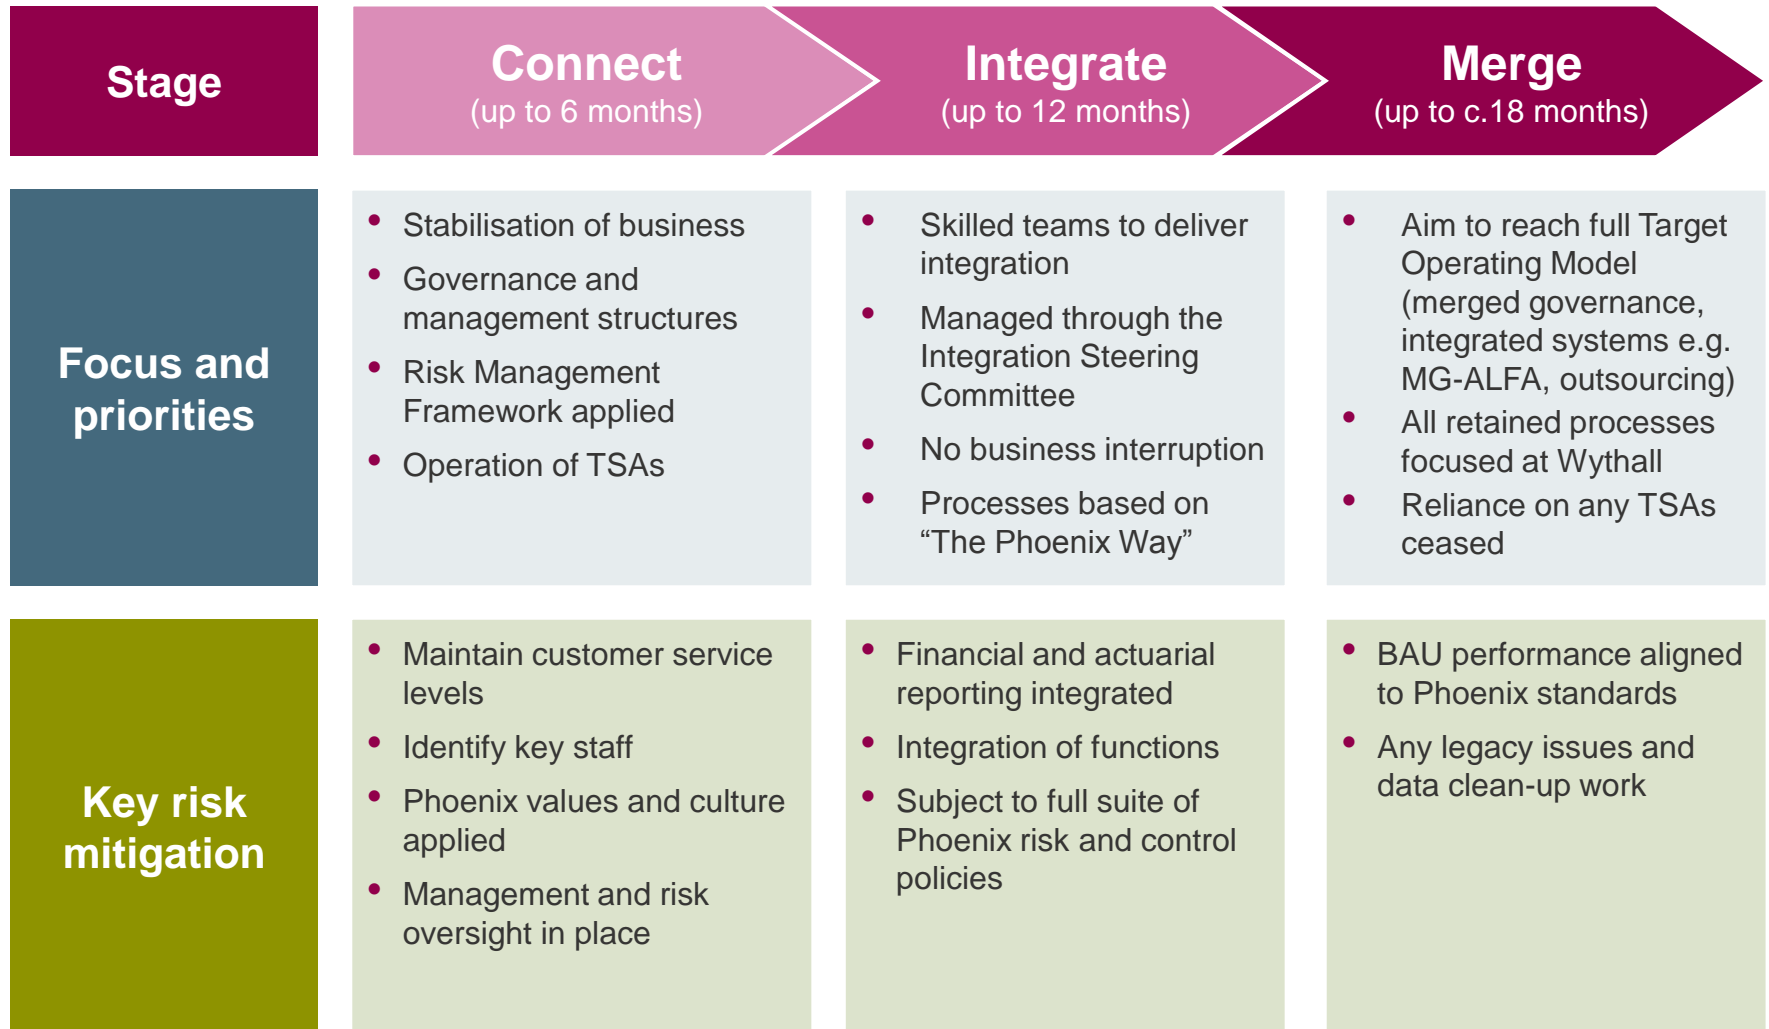 Stage
Connect
(up to 6 months)
Integrate
(up to 12 months)
Merge
(up to c.18 months)
Focus and
priorities
• Stabilisation of business
• Governance and
management structures
• Risk Management
Framework applied
• Operation of TSAs
• Skilled teams to deliver
integration
• Managed through the
Integration Steering
Committee
• No business interruption
• Processes based on
“The Phoenix Way”
• Aim to reach full Target
Operating Model
(merged governance,
integrated systems e.g.
MG-ALFA, outsourcing)
• All retained processes
focused at Wythall
• Reliance on any TSAs
ceased
Key risk
mitigation
• Maintain customer service
levels
• Identify key staff
• Phoenix values and culture
applied
• Management and risk
oversight in place
• Financial and actuarial
reporting integrated
• Integration of functions
• Subject to full suite of
Phoenix risk and control
policies
• BAU performance aligned
to Phoenix standards
• Any legacy issues and
data clean-up work